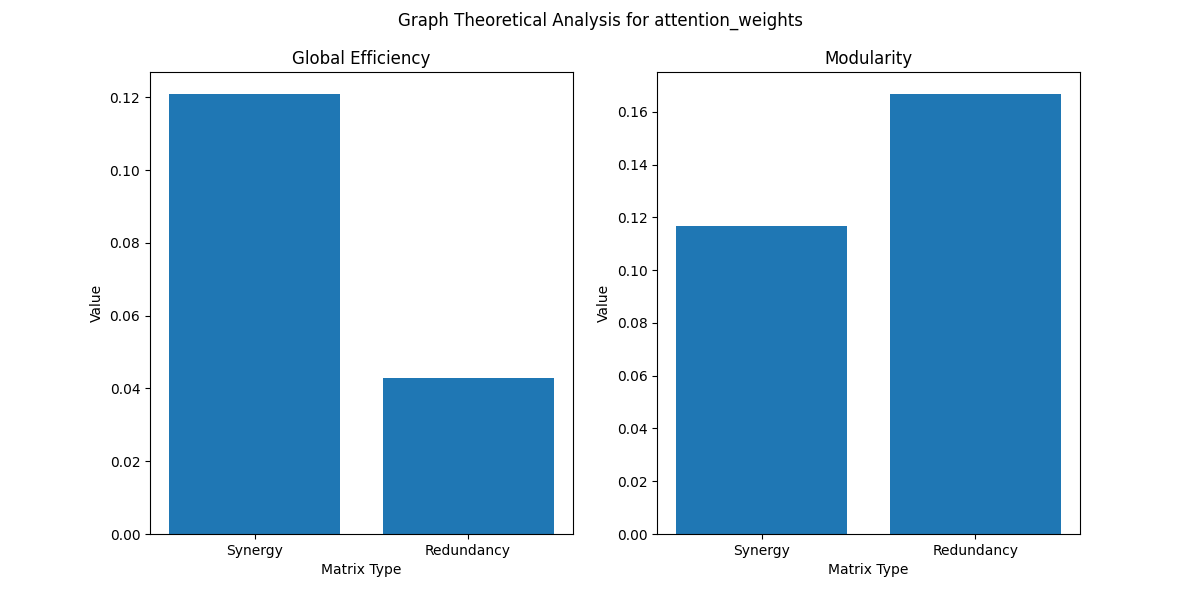 Graph Theoretical Analysis for attention_weights
Global Efficiency
Value
0.12
0.10
0.08
0.06
0.04
0.02
0.00
Synergy
Redundancy
Matrix Type
Modularity
Value
0.16
0.14
0.12
0.10
0.08
0.06
0.04
0.02
0.00
Synergy
Redundancy
Matrix Type